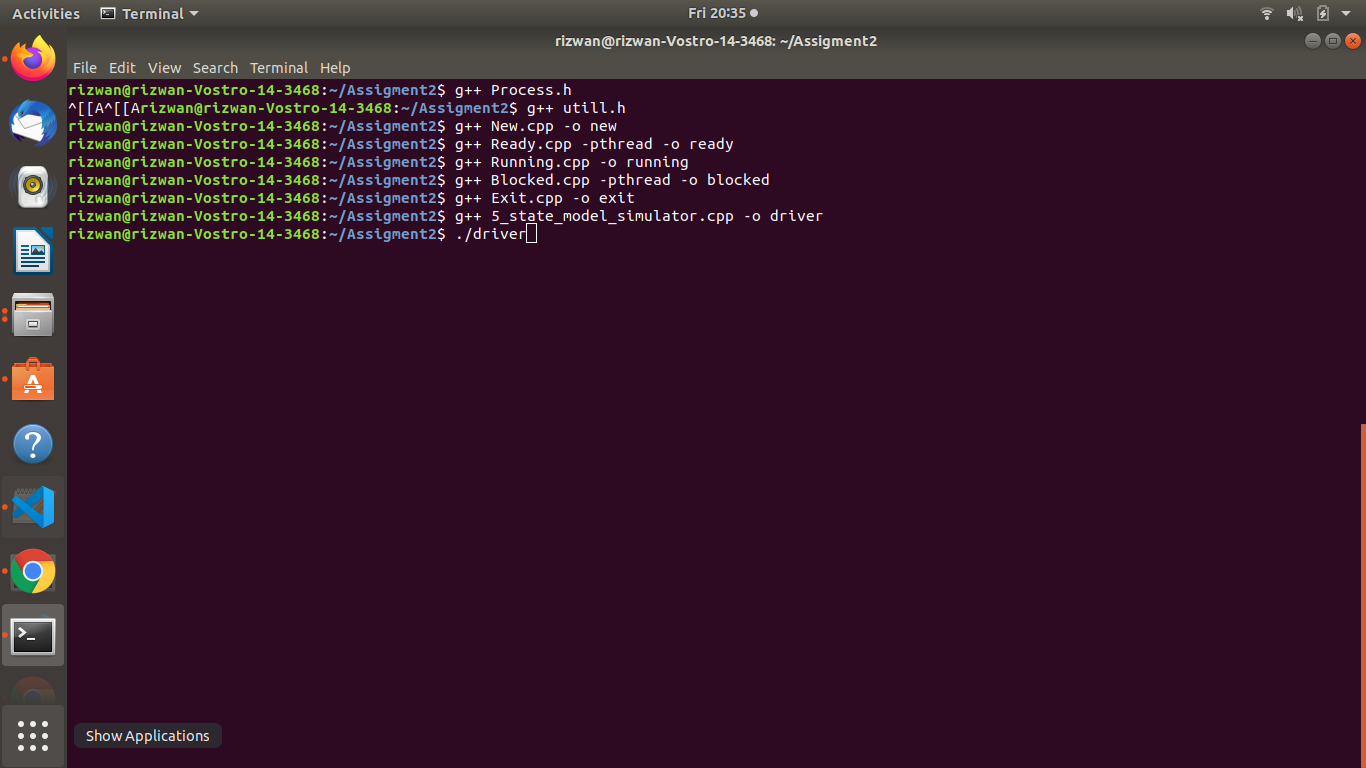 Activities Terminal Fri 20:35
rizwan@rizwan-Vostro-14-3468: ~/Assigment2
File Edit View Search Terminal Help
rizwan@rizwan-Vostro-14-3468:~/Assigment2$ g++ Process.h
^[[A^[[Arizwan@rizwan-Vostro-14-3468:~/Assigment2$ g++ utill.h
rizwan@rizwan-Vostro-14-3468:~/Assigment2$ g++ New.cpp -o new
rizwan@rizwan-Vostro-14-3468:~/Assigment2$ g++ Ready.cpp -pthread -o ready
rizwan@rizwan-Vostro-14-3468:~/Assigment2$ g++ Running.cpp -o running
rizwan@rizwan-Vostro-14-3468:~/Assigment2$ g++ Blocked.cpp -pthread -o blocked
rizwan@rizwan-Vostro-14-3468:~/Assigment2$ g++ Exit.cpp -o exit
rizwan@rizwan-Vostro-14-3468:~/Assigment2$ g++ 5_state_model_simulator.cpp -o driver
rizwan@rizwan-Vostro-14-3468:~/Assigment2$ ./driver
Show Applications